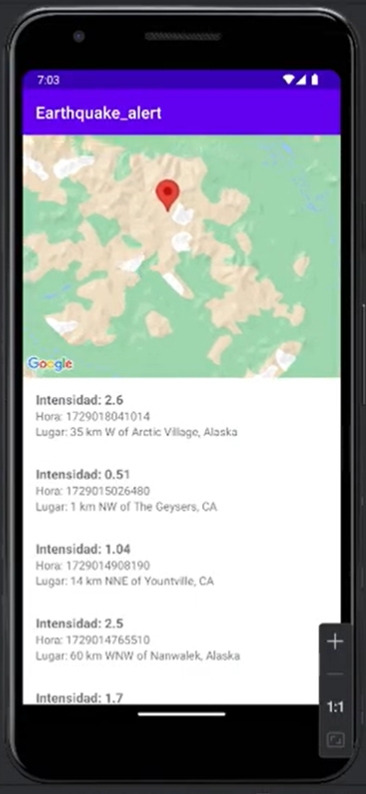 7:03
Earthquake_alert
Google
Intensidad: 2.6
Hora: 1729018041014
Lugar: 35 km W of Arctic Village, Alaska
Intensidad: 0.51
Hora: 1729015026480
Lugar: 1 km NW of The Geysers, CA
Intensidad: 1.04
Hora: 1729014908190
Lugar: 14 km NNE of Yountville, CA
Intensidad: 2.5
Hora: 1729014765510
Lugar: 60 km WNW of Nanwalek, Alaska
Intensidad: 1.7
1:1